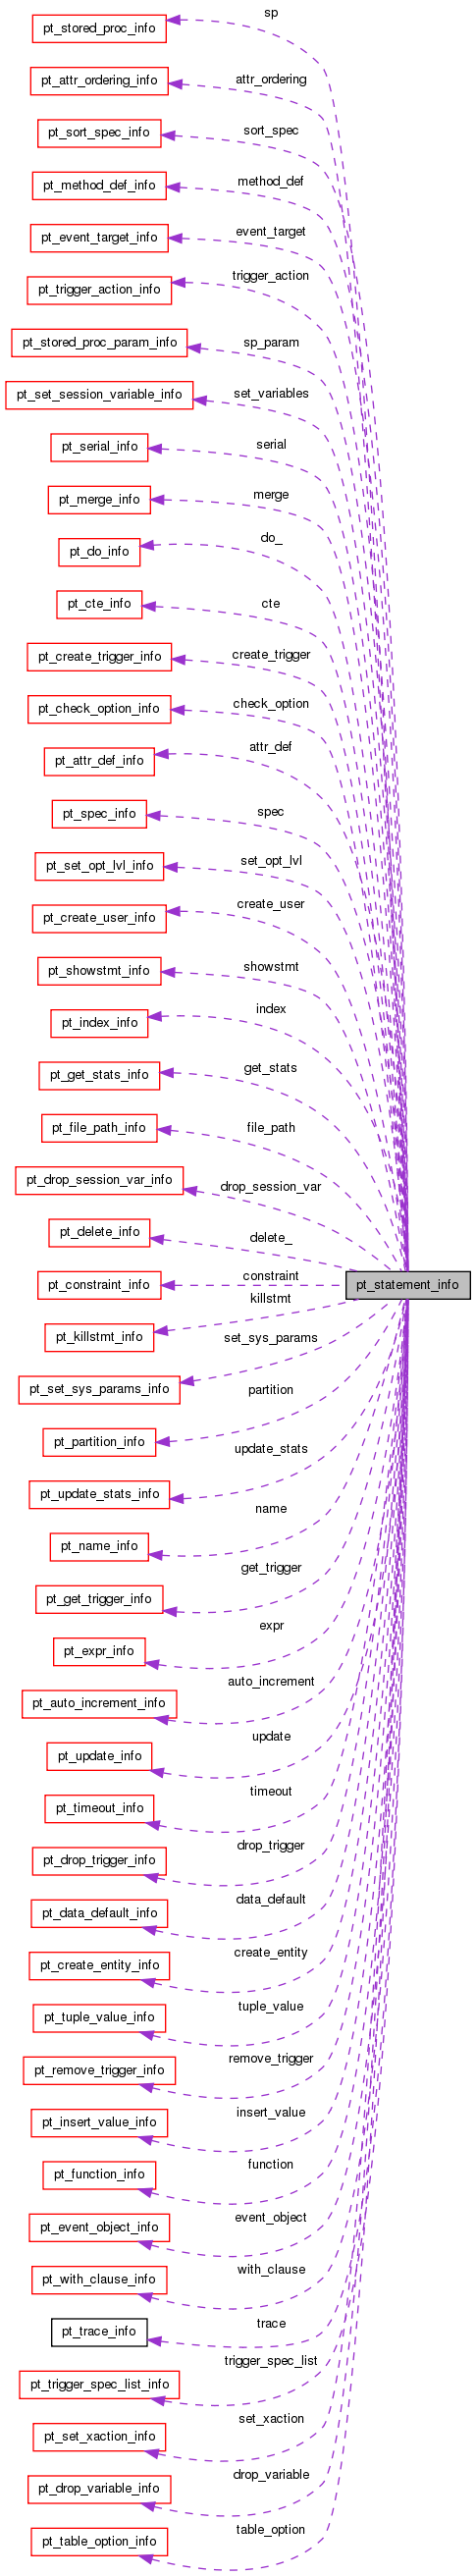 sp
pt_stored_proc_info
attr_ordering
pt_attr_ordering_info
sort_spec
pt_sort_spec_info
method_def
pt_method_def_info
event_target
pt_event_target_info
trigger_action
pt_trigger_action_info
sp_param
pt_stored_proc_param_info
set_variables
pt_set_session_variable_info
serial
pt_serial_info
merge
pt_merge_info
do_
pt_do_info
cte
pt_cte_info
create_trigger
pt_create_trigger_info
check_option
pt_check_option_info
attr_def
pt_attr_def_info
spec
pt_spec_info
set_opt_lvl
pt_set_opt_lvl_info
create_user
pt_create_user_info
showstmt
pt_showstmt_info
index
pt_index_info
get_stats
pt_get_stats_info
file_path
pt_file_path_info
drop_session_var
pt_drop_session_var_info
delete_
pt_delete_info
constraint
pt_constraint_info
pt_statement_info
killstmt
pt_killstmt_info
set_sys_params
pt_set_sys_params_info
partition
pt_partition_info
update_stats
pt_update_stats_info
name
pt_name_info
get_trigger
pt_get_trigger_info
expr
pt_expr_info
auto_increment
pt_auto_increment_info
update
pt_update_info
timeout
pt_timeout_info
drop_trigger
pt_drop_trigger_info
data_default
pt_data_default_info
create_entity
pt_create_entity_info
tuple_value
pt_tuple_value_info
remove_trigger
pt_remove_trigger_info
insert_value
pt_insert_value_info
function
pt_function_info
event_object
pt_event_object_info
with_clause
pt_with_clause_info
trace
pt_trace_info
trigger_spec_list
pt_trigger_spec_list_info
set_xaction
pt_set_xaction_info
drop_variable
pt_drop_variable_info
table_option
pt_table_option_info